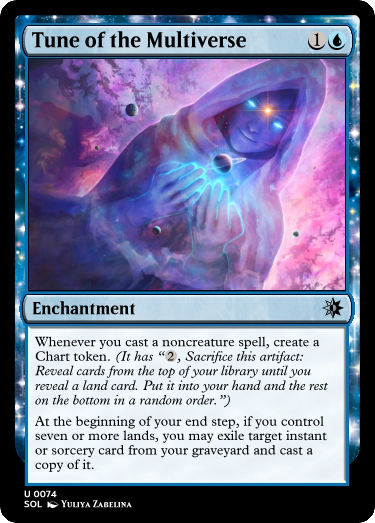 Tune of the Multiverse 1
Enchantment
Whenever you cast a noncreature spell, create a
Chart token. (It has “2, Sacrifice this artifact:
Reveal cards from the top of your library until you
reveal a land card. Put it into your hand and the rest
on the bottom in a random order.”)
At the beginning of your end step, if you control
seven or more lands, you may exile target instant
or sorcery card from your graveyard and cast a
copy of it.
U 0074
SOL Yuliya Zabelina